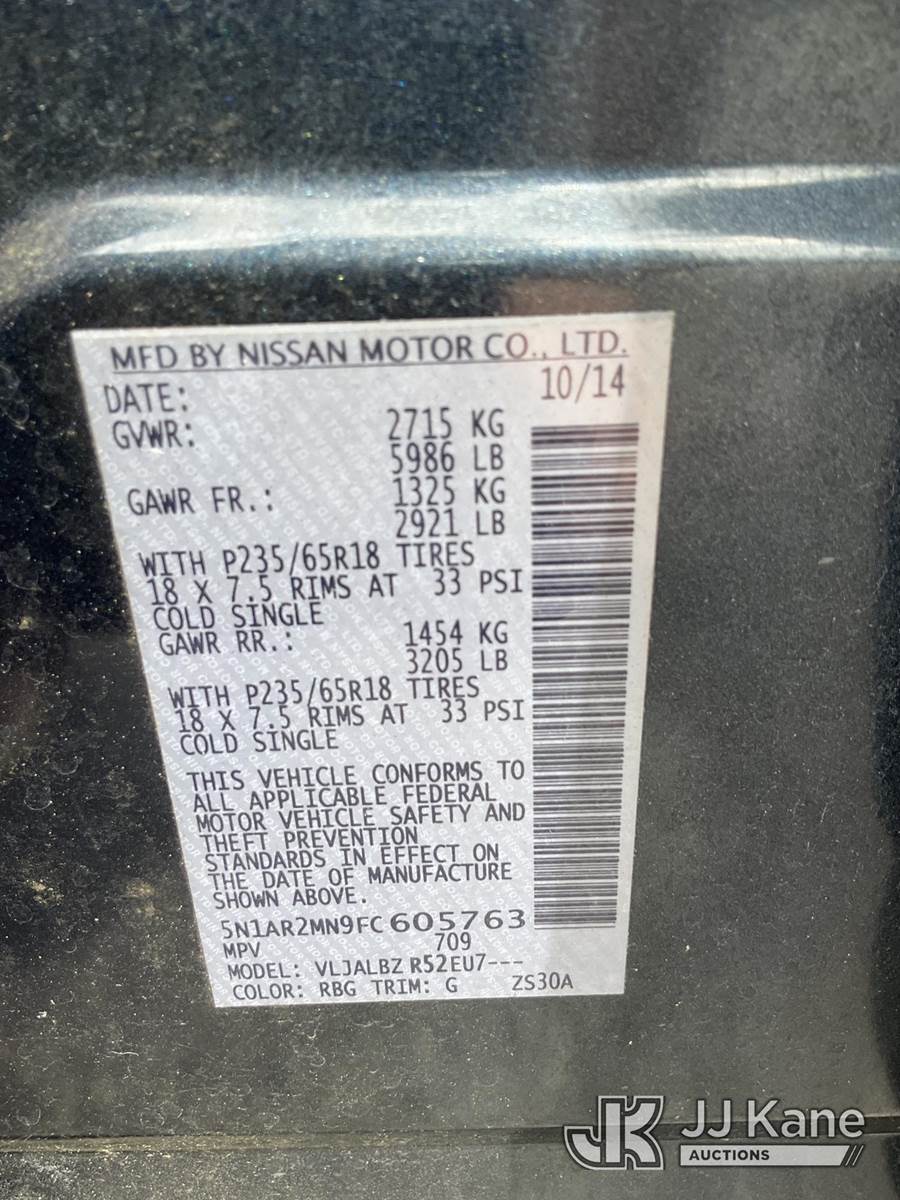 MFD BY NISSAN MOTOR CO., LTD.
DATE: 10/14
GVWR: 2715 KG
5986 LB
GAWR FR.: 1325 KG
2921 LB
WITH P235/65R18 TIRES
18 X 7.5 RIMS AT 33 PSI
COLD SINGLE
GAWR RR.: 1454 KG
3205 LB
WITH P235/65R18 TIRES
18 X 7.5 RIMS AT 33 PSI
COLD SINGLE
THIS VEHICLE CONFORMS TO
ALL APPLICABLE FEDERAL
MOTOR VEHICLE SAFETY AND
THEFT PREVENTION
STANDARDS IN EFFECT ON
THE DATE OF MANUFACTURE
SHOWN ABOVE.
5N1AR2MN9FC605763
MPV 709
MODEL: VLJALBZ R52EU7---
COLOR: RBG TRIM: G ZS30A
JK JJ Kane
AUCTIONS